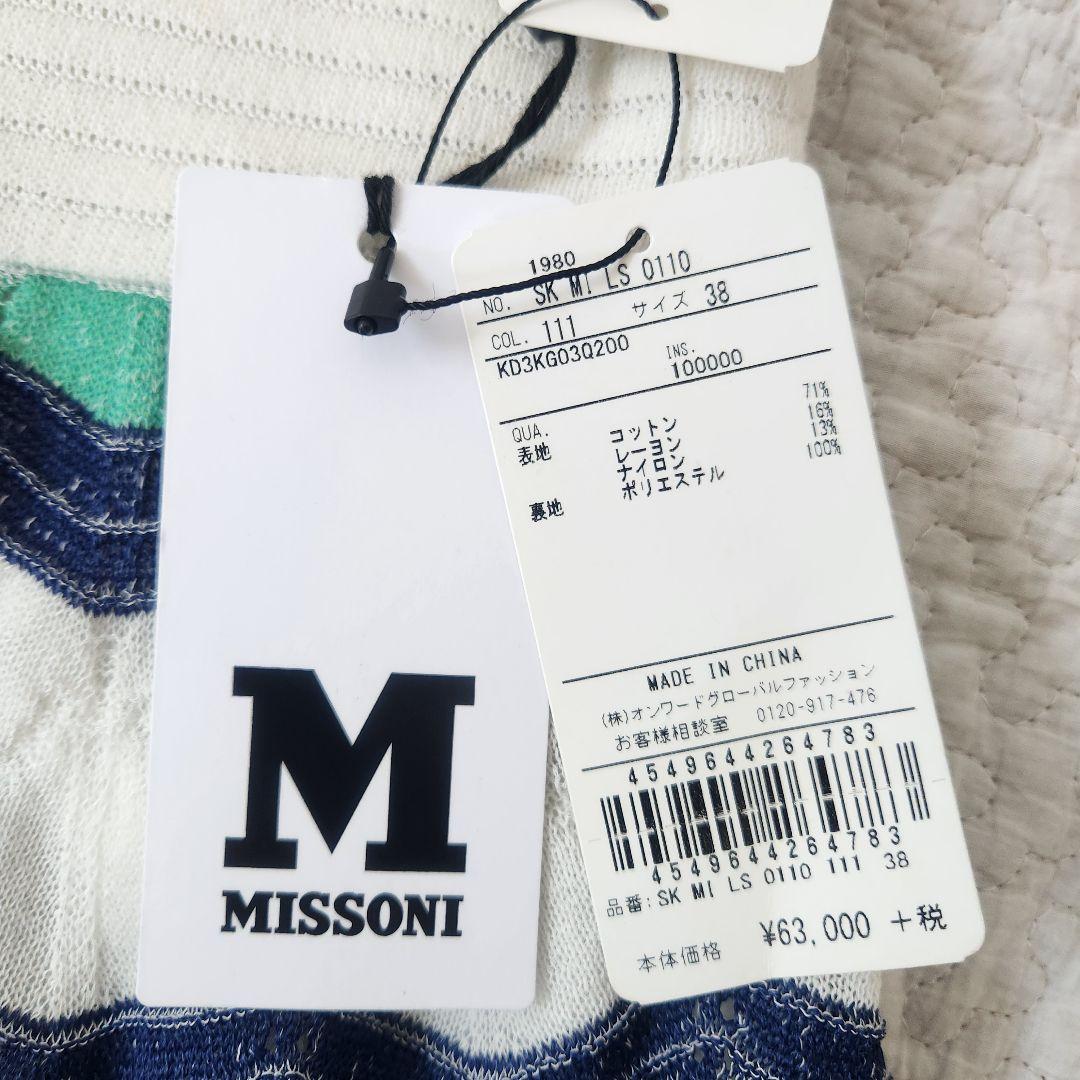 M
MISSONI
1980
NO. SK MI LS 0110
COL. 111 サイズ 38
KD3KG03Q200 INS. 100000
QUA.
表地 コットン 71%
レーヨン 16%
ナイロン 13%
裏地 ポリエステル 100%
MADE IN CHINA
(株)オンワードグローバルファッション
お客様相談室 0120-917-476
4549644264783
4549644264783
品番: SK MI LS 0110 111 38
本体価格 ¥63,000 +税